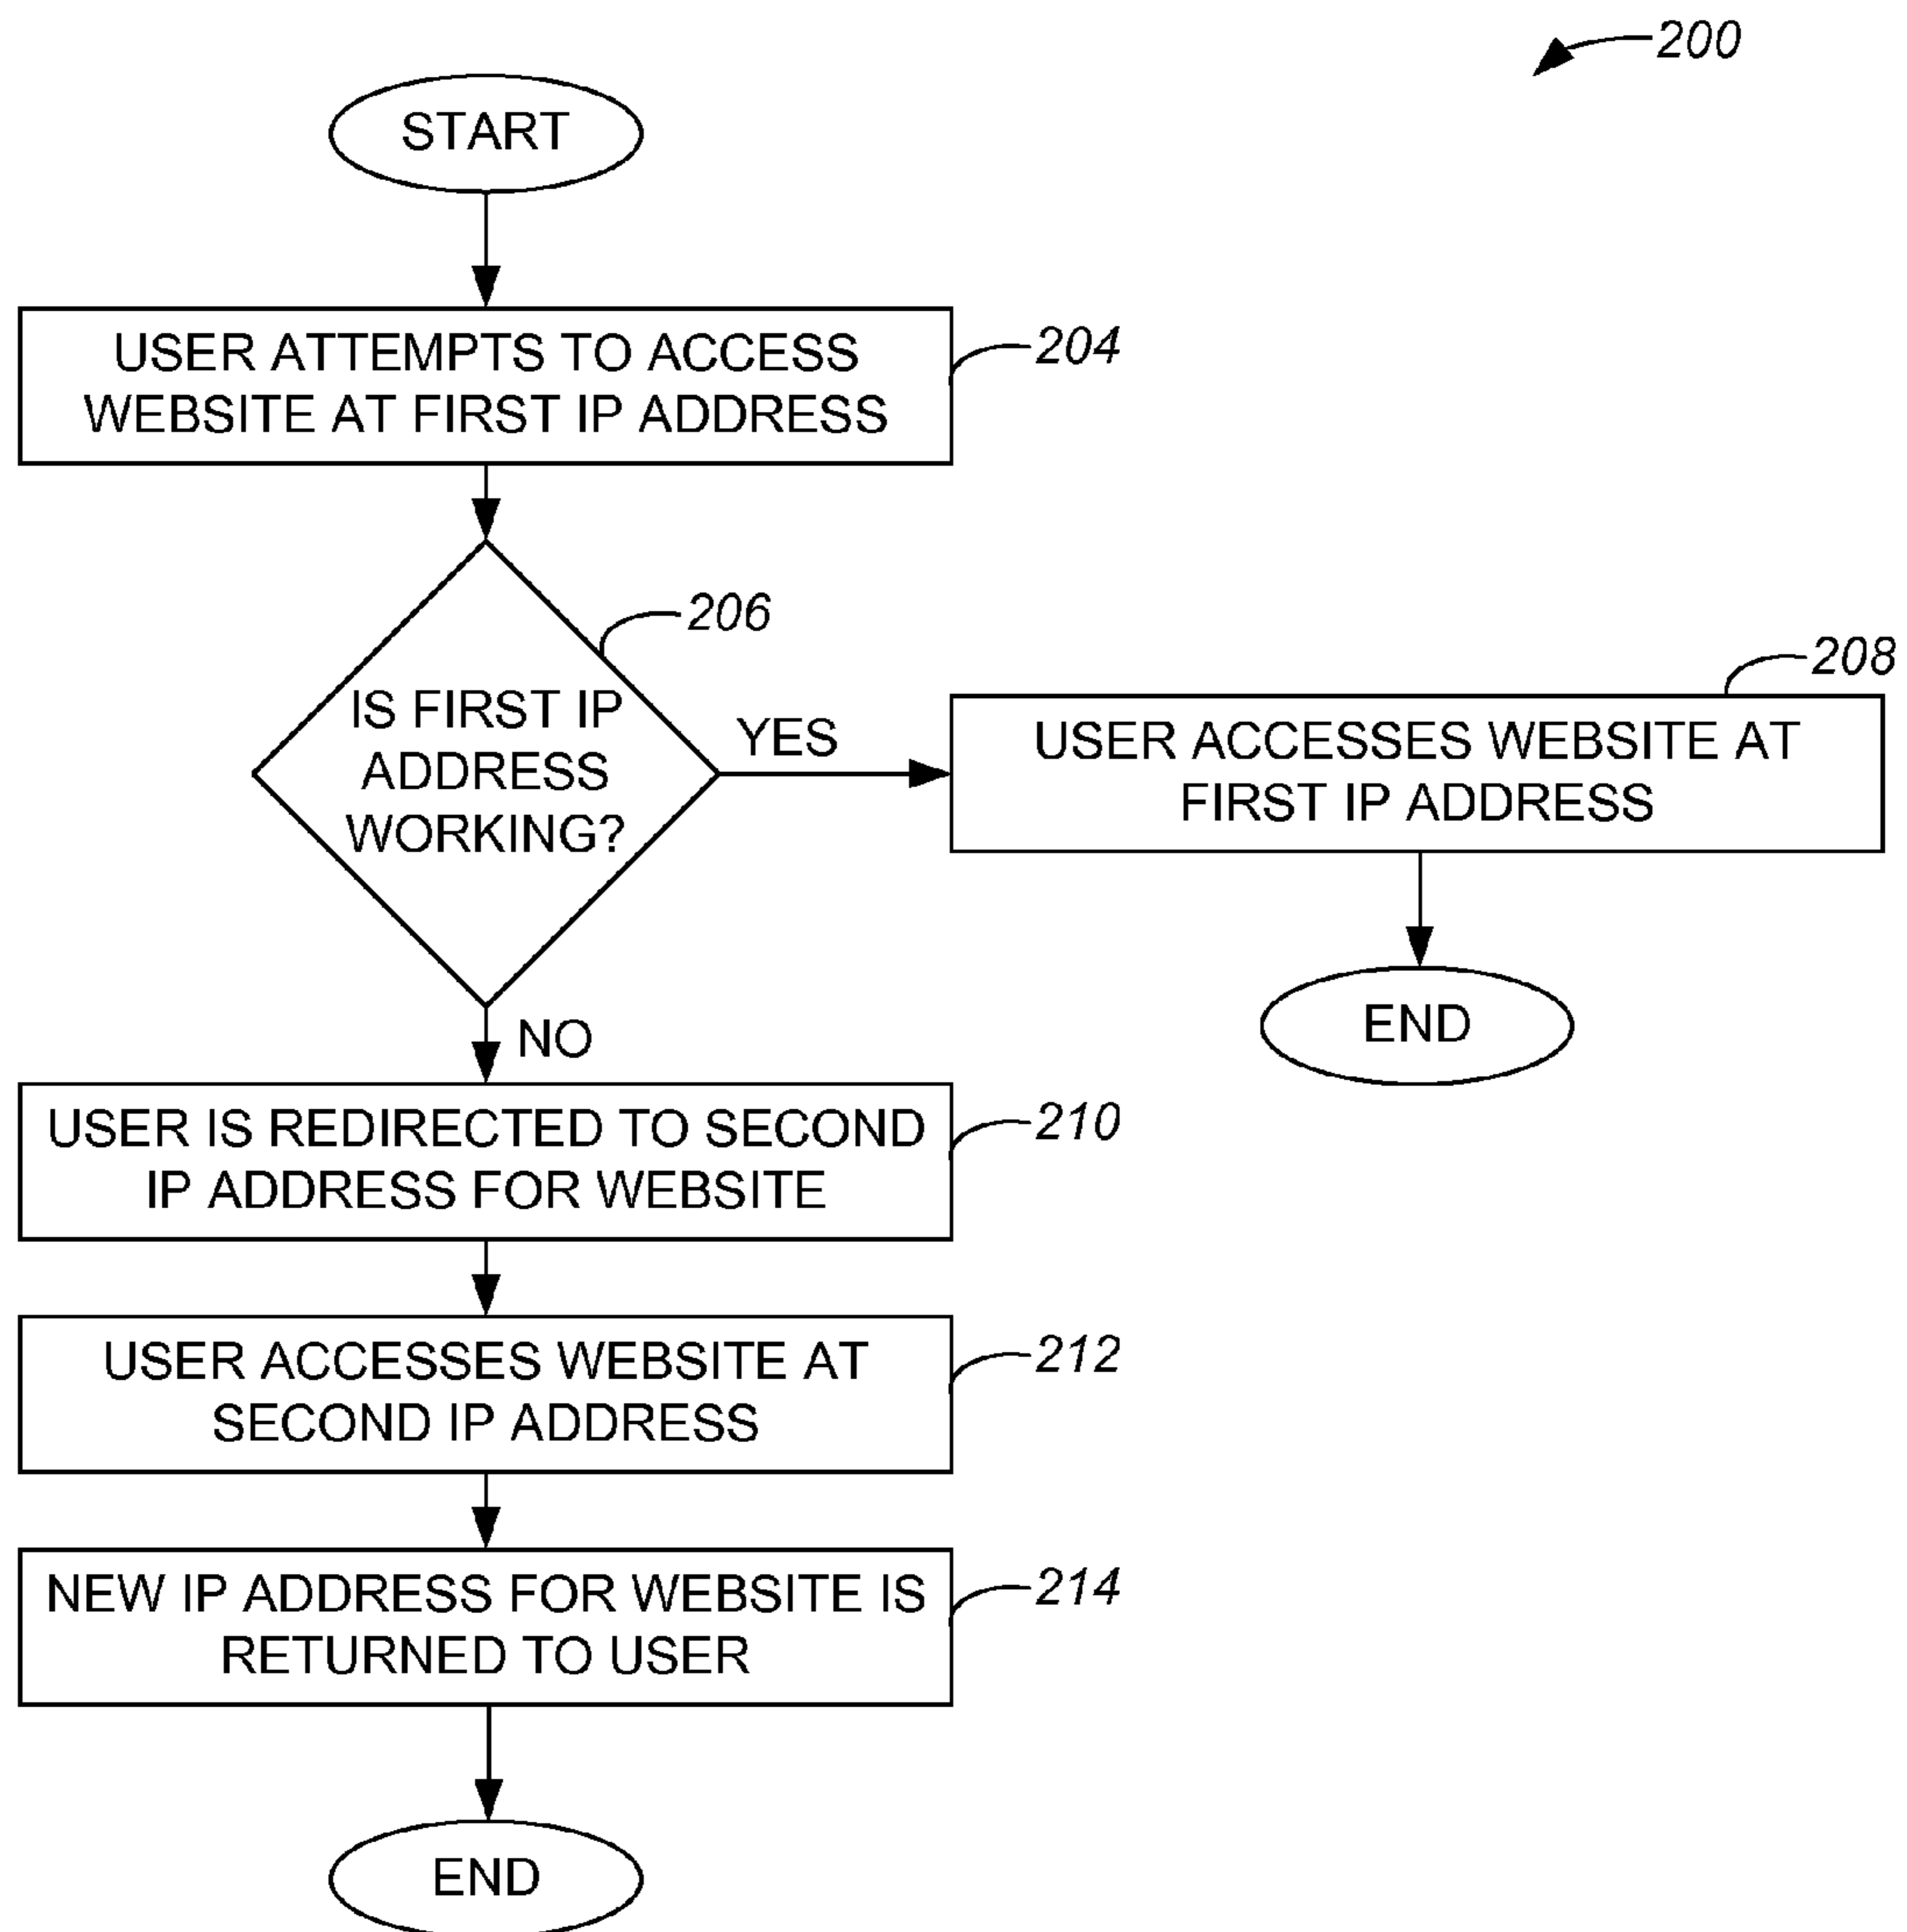 200
START
USER ATTEMPTS TO ACCESS
WEBSITE AT FIRST IP ADDRESS
204
206
IS FIRST IP
ADDRESS
WORKING?
YES
208
USER ACCESSES WEBSITE AT
FIRST IP ADDRESS
END
NO
USER IS REDIRECTED TO SECOND
IP ADDRESS FOR WEBSITE
210
USER ACCESSES WEBSITE AT
SECOND IP ADDRESS
212
NEW IP ADDRESS FOR WEBSITE IS
RETURNED TO USER
214
END